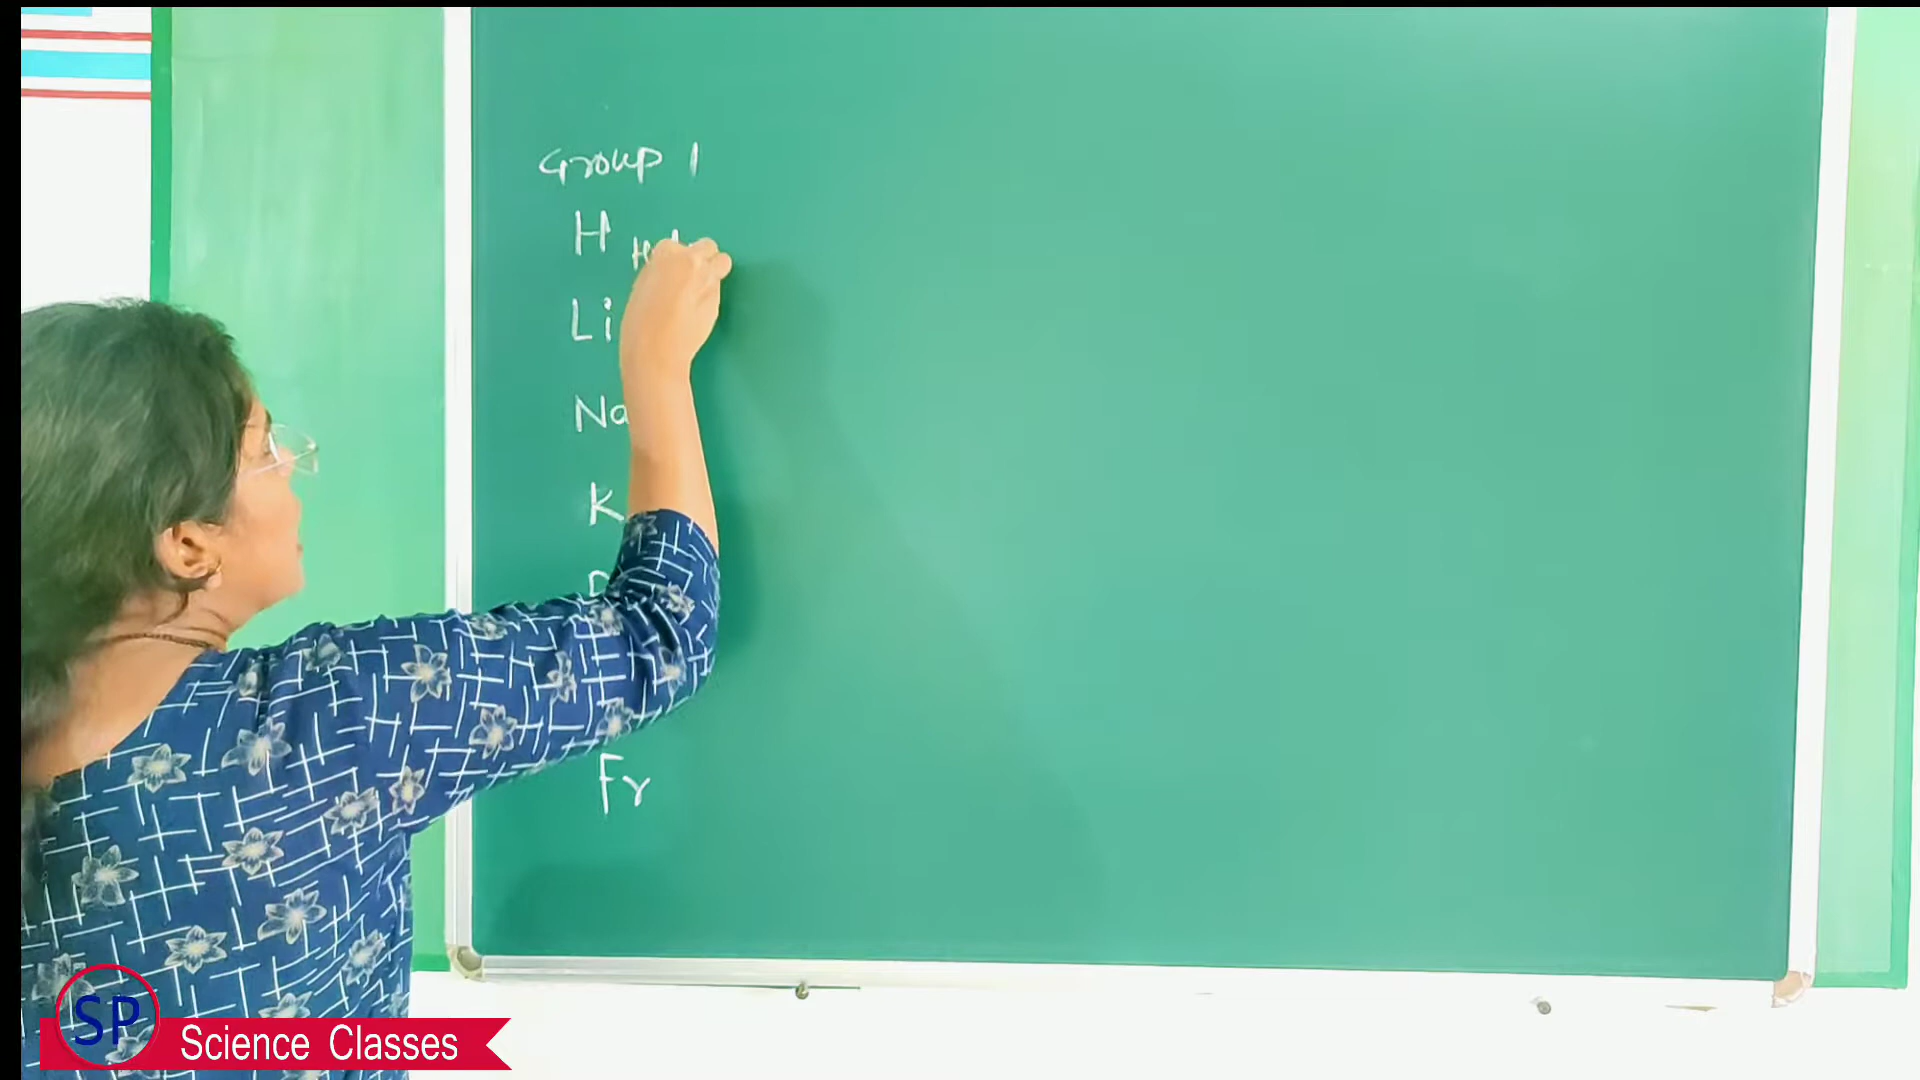 Group 1
H
Li
Na
K
Fr
SP
Science Classes